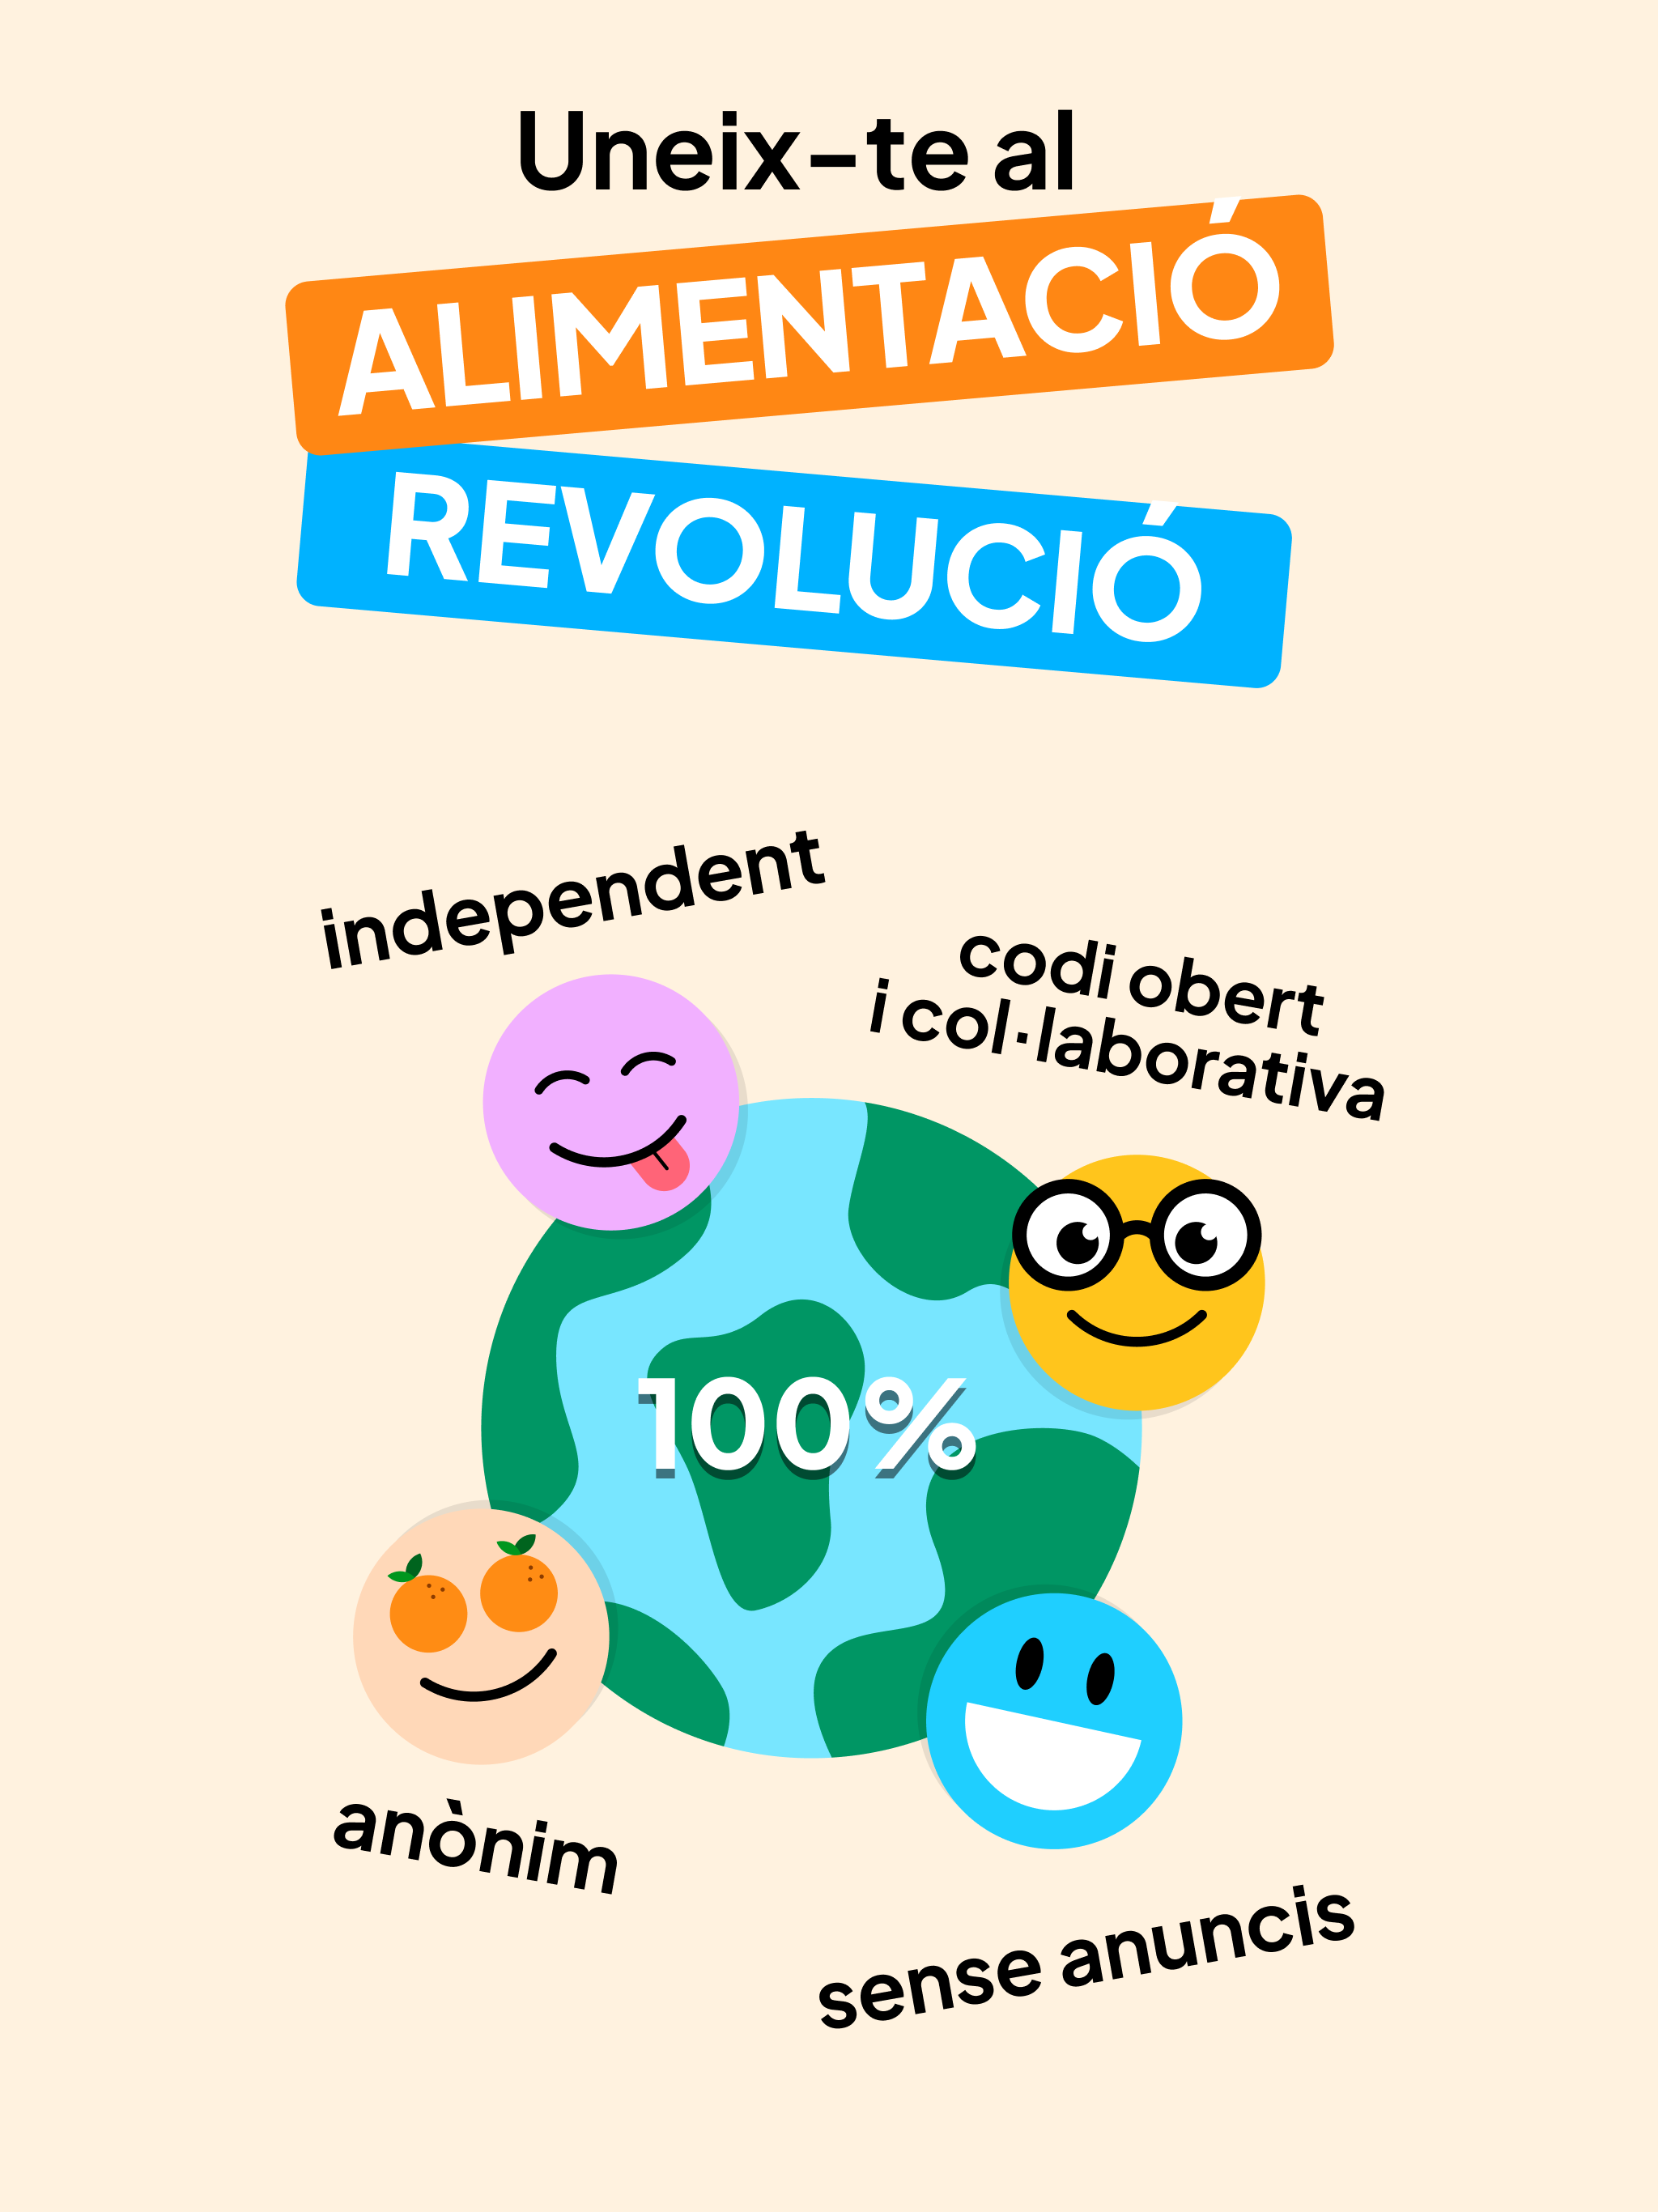 Uneix-te al
ALIMENTACIÓ
REVOLUCIÓ
independent
codi obert
i col·laborativa
100%
anònim
sense anuncis